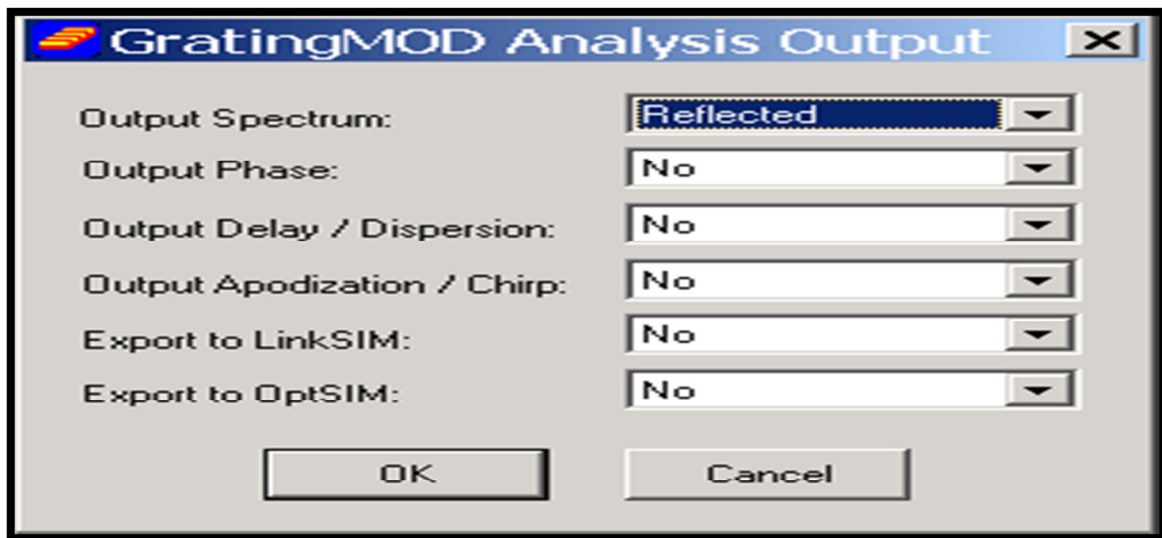 GratingMOD Analysis Output
Output Spectrum: Reflected
Output Phase: No
Output Delay / Dispersion: No
Output Apodization / Chirp: No
Export to LinkSIM: No
Export to OptSIM: No
OK Cancel